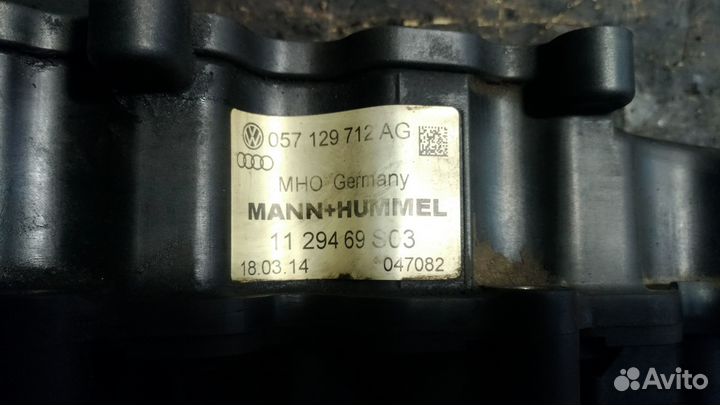 057 129 712 AG
MHO Germany
MANN+HUMMEL
11 294 69 S03
18.03.14 047082
Avito